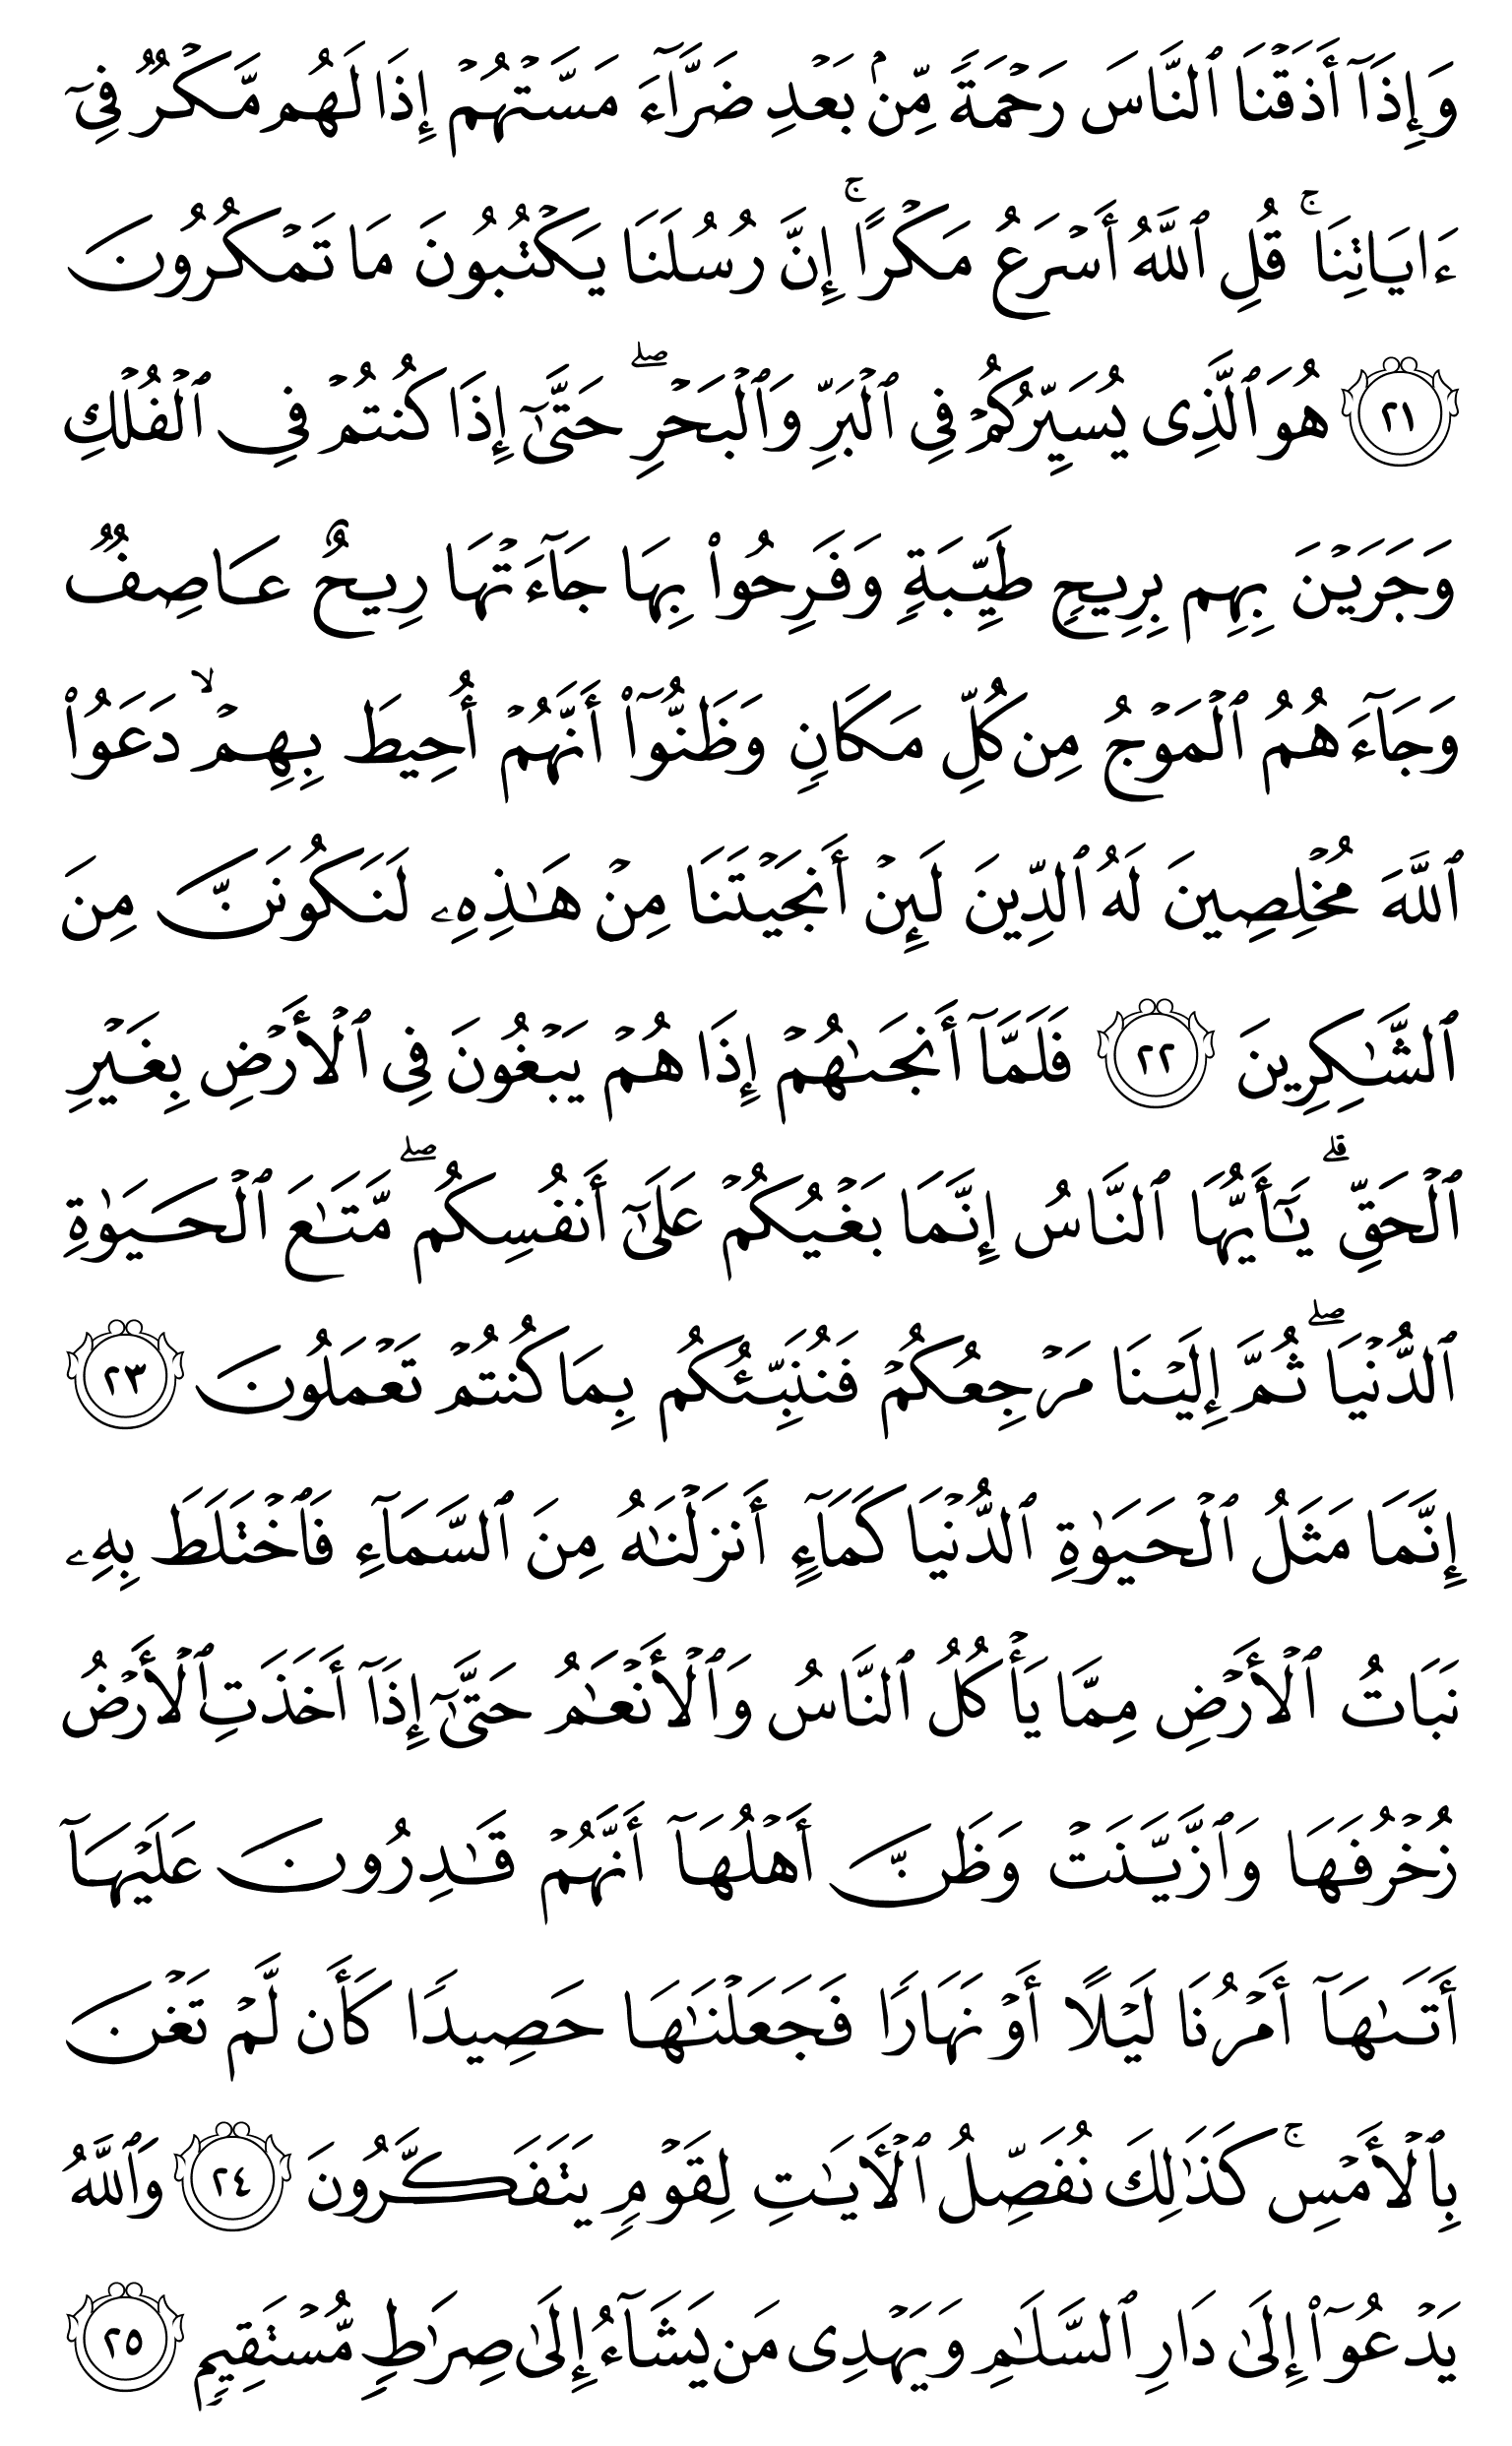 وَإِذَآ أَذَقۡنَا ٱلنَّاسَ رَحۡمَةٗ مِّنۢ بَعۡدِ ضَرَّآءَ مَسَّتۡهُمۡ إِذَا لَهُم مَّكۡرٞ فِيٓ
ءَايَاتِنَاۚ قُلِ ٱللَّهُ أَسۡرَعُ مَكۡرًاۚ إِنَّ رُسُلَنَا يَكۡتُبُونَ مَا تَمۡكُرُونَ
٢١ هُوَ ٱلَّذِي يُسَيِّرُكُمۡ فِي ٱلۡبَرِّ وَٱلۡبَحۡرِۖ حَتَّىٰٓ إِذَا كُنتُمۡ فِي ٱلۡفُلۡكِ
وَجَرَيۡنَ بِهِم بِرِيحٖ طَيِّبَةٖ وَفَرِحُواْ بِهَا جَآءَتۡهَا رِيحٌ عَاصِفٞ
وَجَآءَهُمُ ٱلۡمَوۡجُ مِن كُلِّ مَكَانٖ وَظَنُّوٓاْ أَنَّهُمۡ أُحِيطَ بِهِمۡ ۙ دَعَوُاْ
ٱللَّهَ مُخۡلِصِينَ لَهُ ٱلدِّينَ لَئِنۡ أَنجَيۡتَنَا مِنۡ هَٰذِهِۦ لَنَكُونَنَّ مِنَ
ٱلشَّٰكِرِينَ ٢٢ فَلَمَّآ أَنجَىٰهُمۡ إِذَا هُمۡ يَبۡغُونَ فِي ٱلۡأَرۡضِ بِغَيۡرِ
ٱلۡحَقِّۗ يَٰٓأَيُّهَا ٱلنَّاسُ إِنَّمَا بَغۡيُكُمۡ عَلَىٰٓ أَنفُسِكُمۖ مَّتَٰعَ ٱلۡحَيَوٰةِ
ٱلدُّنۡيَاۖ ثُمَّ إِلَيۡنَا مَرۡجِعُكُمۡ فَنُنَبِّئُكُم بِمَا كُنتُمۡ تَعۡمَلُونَ ٢٣
إِنَّمَا مَثَلُ ٱلۡحَيَوٰةِ ٱلدُّنۡيَا كَمَآءٍ أَنزَلۡنَٰهُ مِنَ ٱلسَّمَآءِ فَٱخۡتَلَطَ بِهِۦ
نَبَاتُ ٱلۡأَرۡضِ مِمَّا يَأۡكُلُ ٱلنَّاسُ وَٱلۡأَنۡعَٰمُ حَتَّىٰٓ إِذَآ أَخَذَتِ ٱلۡأَرۡضُ
زُخۡرُفَهَا وَٱزَّيَّنَتۡ وَظَنَّ أَهۡلُهَآ أَنَّهُمۡ قَٰدِرُونَ عَلَيۡهَآ
أَتَىٰهَآ أَمۡرُنَا لَيۡلًا أَوۡ نَهَارٗا فَجَعَلۡنَٰهَا حَصِيدٗا كَأَن لَّمۡ تَغۡنَ
بِٱلۡأَمۡسِۚ كَذَٰلِكَ نُفَصِّلُ ٱلۡأٓيَٰتِ لِقَوۡمٖ يَتَفَكَّرُونَ ٢٤ وَٱللَّهُ
يَدۡعُوٓاْ إِلَىٰ دَارِ ٱلسَّلَٰمِ وَيَهۡدِي مَن يَشَآءُ إِلَىٰ صِرَٰطٖ مُّسۡتَقِيمٖ ٢٥